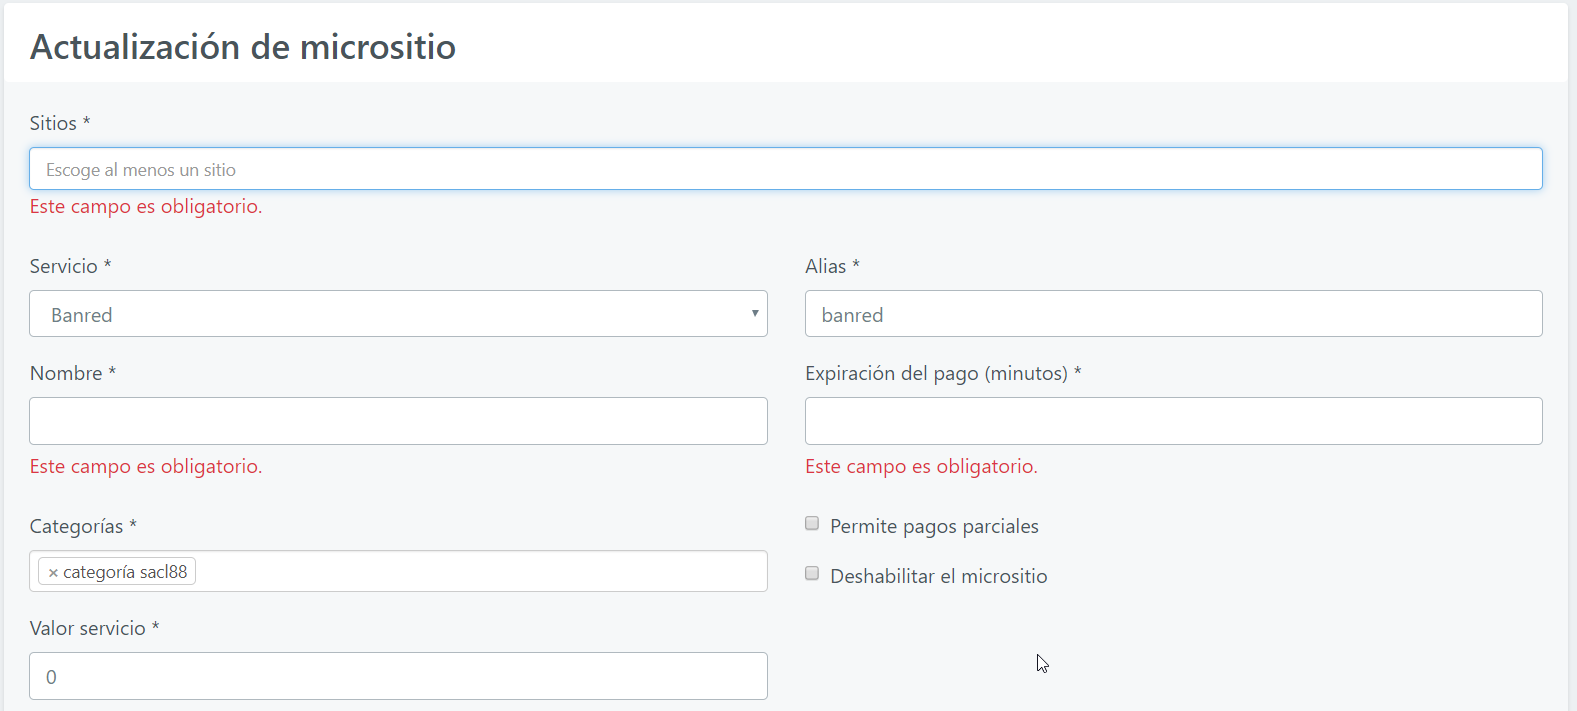 Actualización de micrositio
Sitios *
Escoge al menos un sitio
Este campo es obligatorio.
Servicio *
Alias *
Banred
banred
Nombre *
Expiración del pago (minutos) *
Este campo es obligatorio.
Este campo es obligatorio.
Categorías *
Permite pagos parciales
× categoría sacl88
Deshabilitar el micrositio
Valor servicio *
0